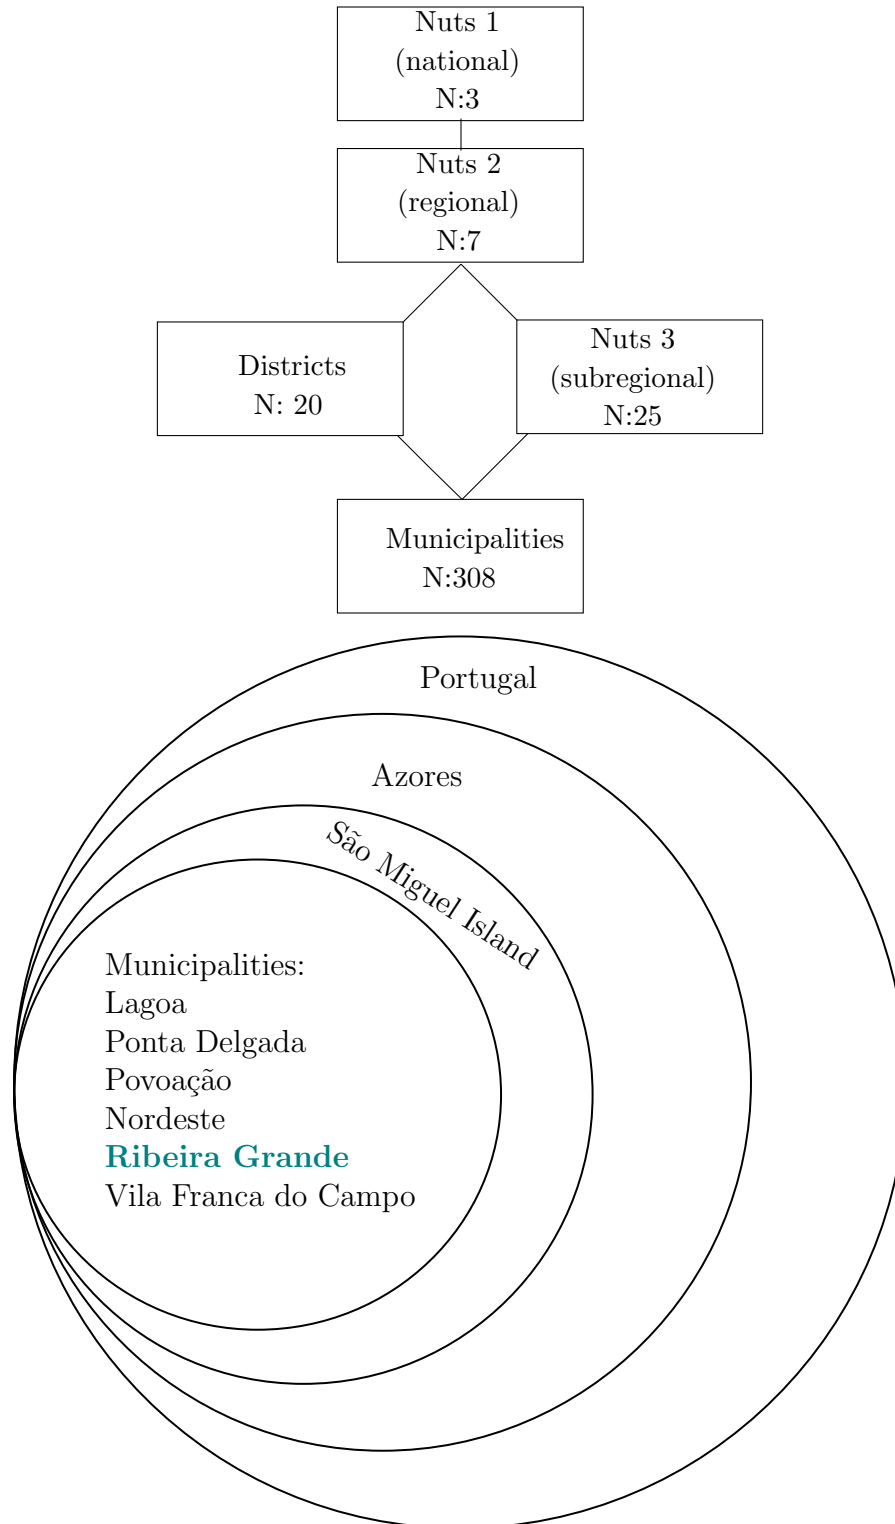 Nuts 1
(national)
N:3
Nuts 2
(regional)
N:7
Districts
N: 20
Nuts 3
(subregional)
N:25
Municipalities
N:308
Portugal
Azores
São Miguel Island
Municipalities:
Lagoa
Ponta Delgada
Povoação
Nordeste
Ribeira Grande
Vila Franca do Campo